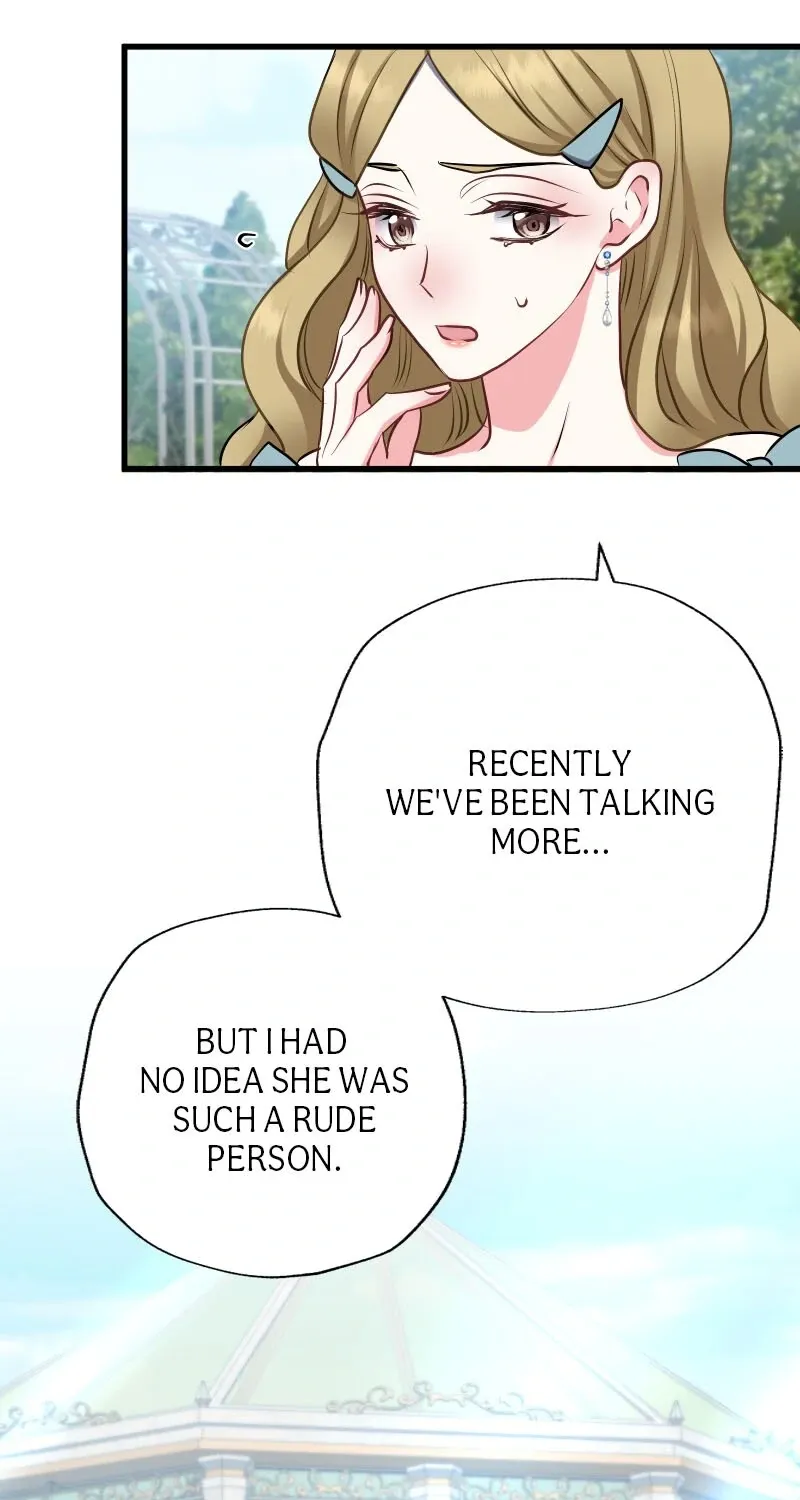 RECENTLY
WE'VE BEEN TALKING
MORE...
BUT I HAD
NO IDEA SHE WAS
SUCH A RUDE
PERSON.